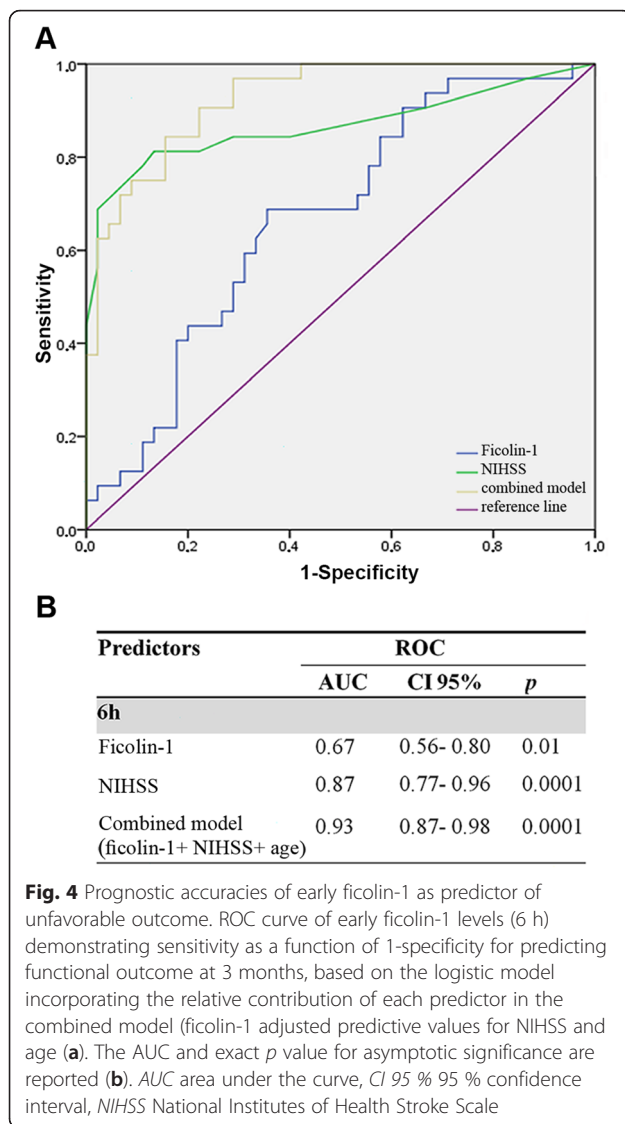 A
1.0
0.8
0.6
0.4
0.2
0.0
Sensitivity
Ficolin-1
NIHSS
combined model
reference line
0.0 0.2 0.4 0.6 0.8 1.0
1-Specificity
B
Predictors ROC
AUC CI 95% p
6h
Ficolin-1 0.67 0.56- 0.80 0.01
NIHSS 0.87 0.77- 0.96 0.0001
Combined model 0.93 0.87- 0.98 0.0001
(ficolin-1+ NIHSS+ age)
Fig. 4 Prognostic accuracies of early ficolin-1 as predictor of
unfavorable outcome. ROC curve of early ficolin-1 levels (6 h)
demonstrating sensitivity as a function of 1-specificity for predicting
functional outcome at 3 months, based on the logistic model
incorporating the relative contribution of each predictor in the
combined model (ficolin-1 adjusted predictive values for NIHSS and
age (a). The AUC and exact p value for asymptotic significance are
reported (b). AUC area under the curve, CI 95 % 95 % confidence
interval, NIHSS National Institutes of Health Stroke Scale